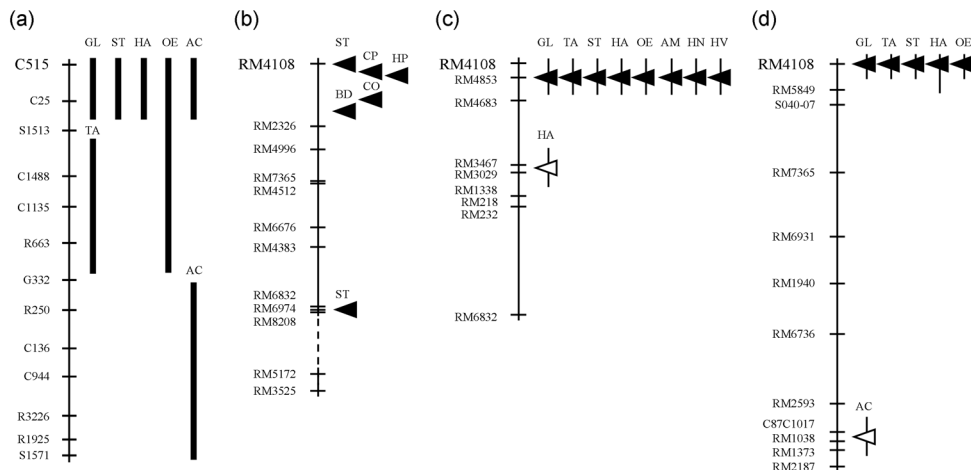 (a)
GL ST HA OE AC
C515
C25
S1513
TA
C1488
C1135
R663
AC
G332
R250
C136
C944
R3226
R1925
S1571
(b)
ST
CP
HP
RM4108
BD
CO
RM2326
RM4996
RM7365
RM4512
RM6676
RM4383
ST
RM6832
RM6974
RM8208
RM5172
RM3525
(c)
GL TA ST HA OE AM HN HV
RM4108
RM4853
RM4683
HA
RM3467
RM3029
RM1338
RM218
RM232
RM6832
(d)
GL TA ST HA OE
RM4108
RM5849
S040-07
RM7365
RM6931
RM1940
RM6736
RM2593
AC
C87C1017
RM1038
RM1373
RM2187